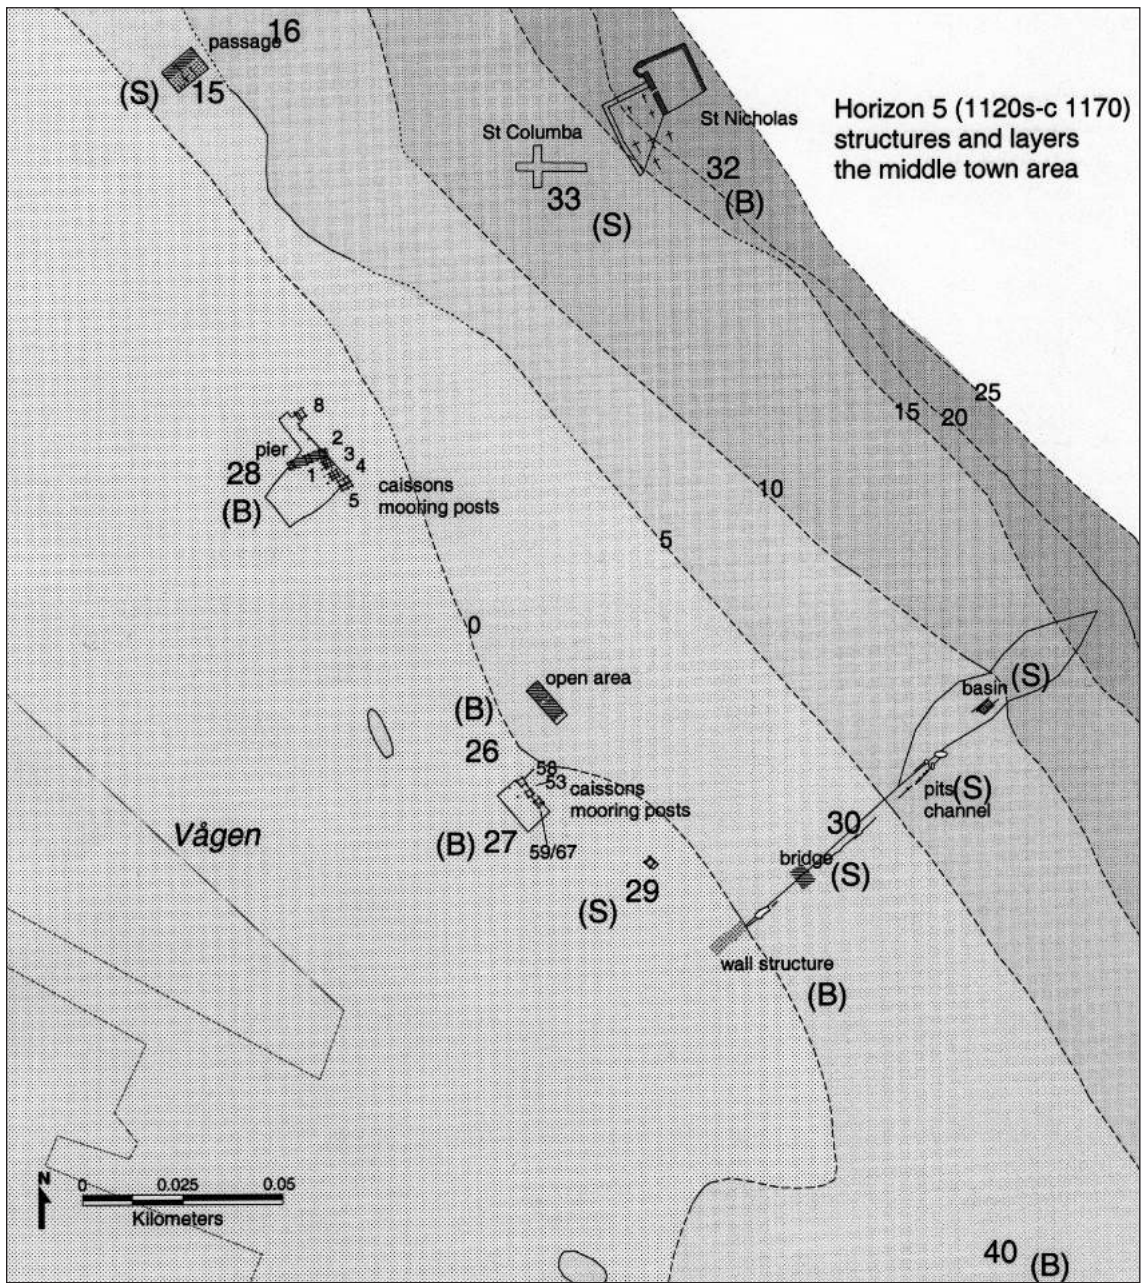 16
passage
(S) 15
Horizon 5 (1120s-c 1170)
structures and layers
the middle town area
St Nicholas
St Columba
32
(B)
33
(S)
25
15
20
8
pier
2
3
28
1
4
caissons
5
mooring posts
(B)
10
5
0
open area
basin (S)
(B)
26
58
53
caissons
mooring posts
pits (S)
channel
Vågen
(B) 27
59/67
30
bridge (S)
29
(S)
wall structure
(B)
N
0 0.025 0.05
Kilometers
40 (B)